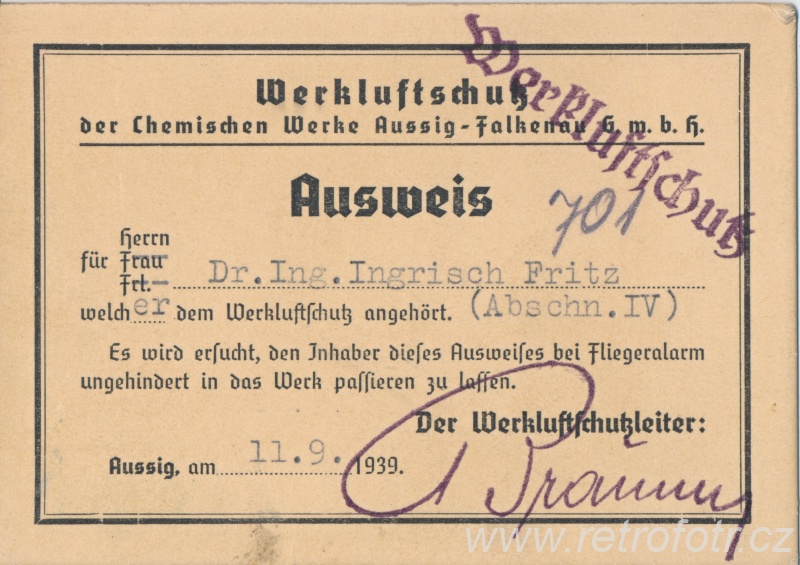 Werkluftschutz
Werkluftschutz
der Chemischen Werke Aussig-Falkenau G. m. b. H.
Ausweis
701
Herrn
für Frau Dr.Ing.Ingrisch Fritz
Frl.
welcher dem Werkluftschutz angehört. (Abschn.IV)
Es wird ersucht, den Inhaber dieses Ausweises bei Fliegeralarm
ungehindert in das Werk passieren zu lassen.
Der Werkluftschutzleiter:
Aussig, am 11.9. 1939.
www.retrofotr.cz